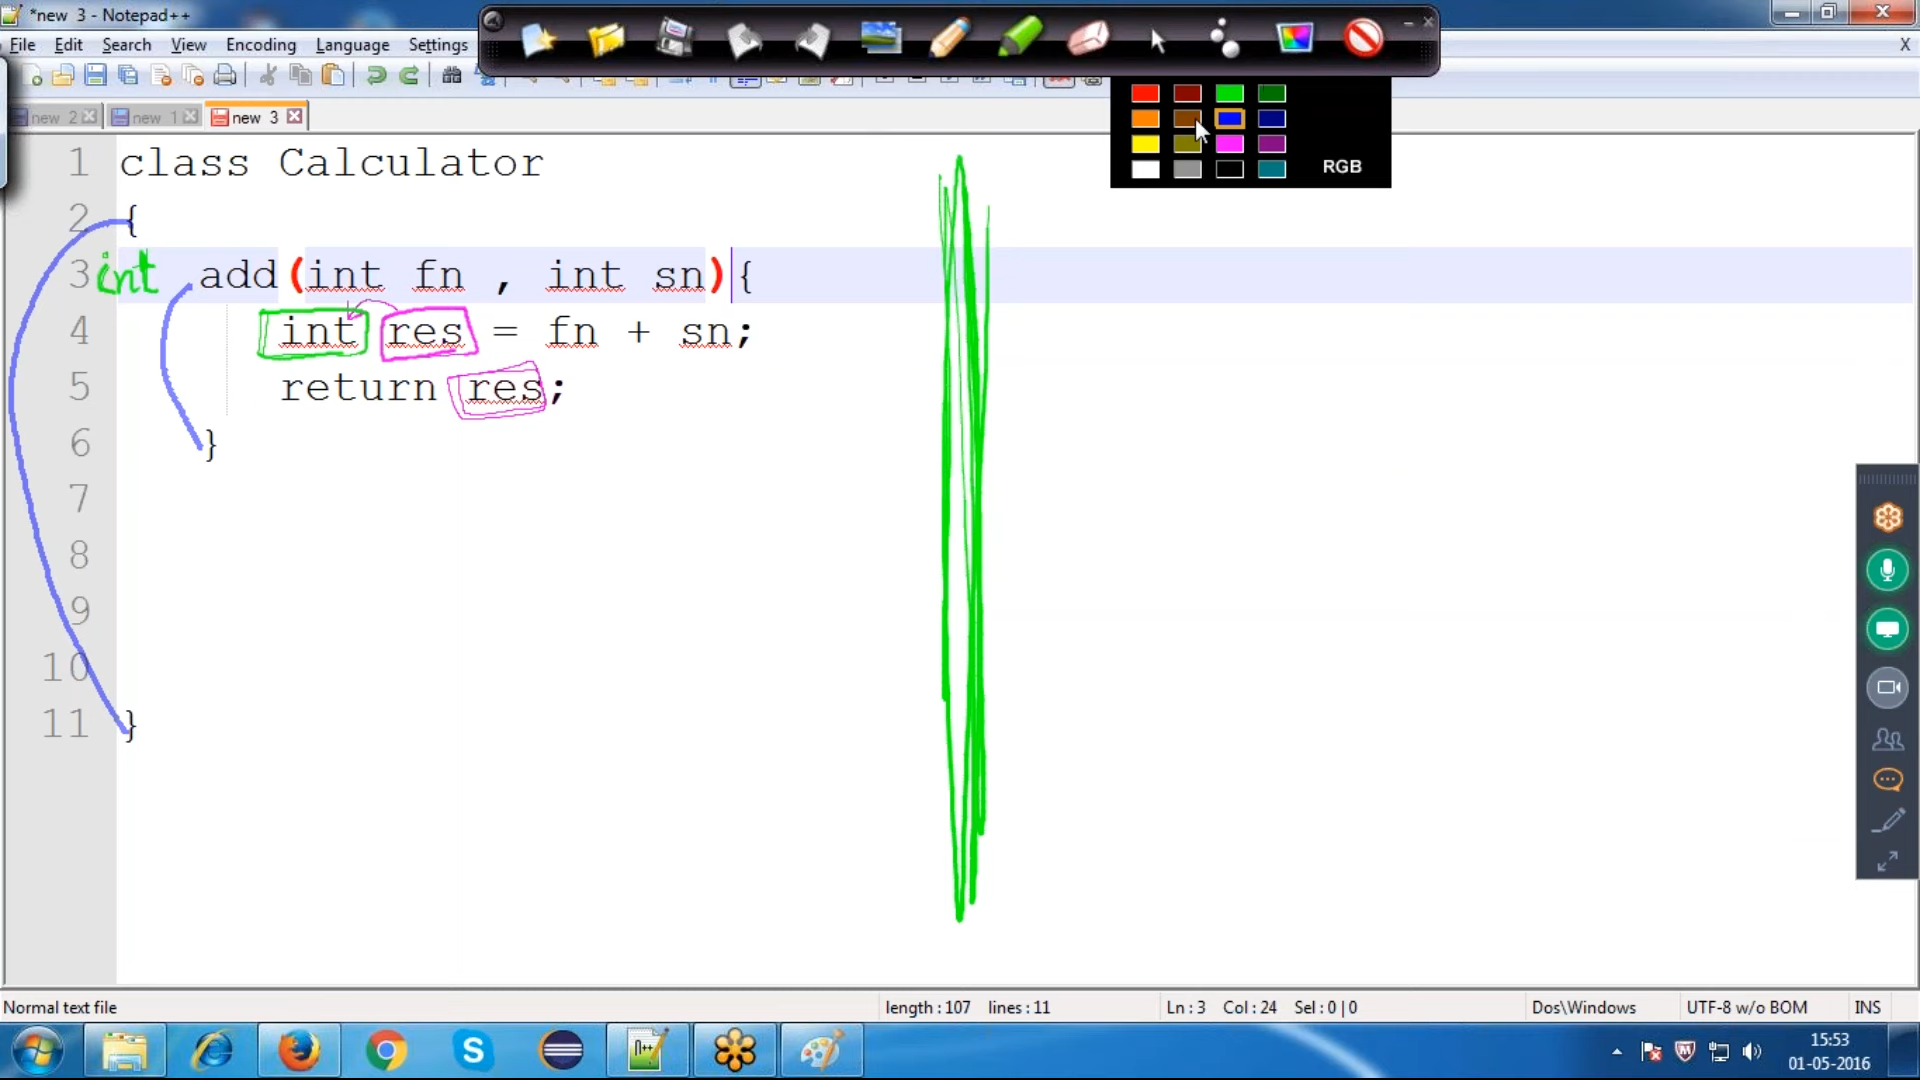 *new 3 - Notepad++
File Edit Search View Encoding Language Settings
X
new 2 new 1 new 3
RGB
1 class Calculator
2 {
3 int add(int fn , int sn){
4 int res = fn + sn;
5 return res;
6 }
7
8
9
10
11 }
Normal text file length : 107 lines : 11 Ln : 3 Col : 24 Sel : 0 | 0 Dos\Windows UTF-8 w/o BOM INS
15:53
01-05-2016